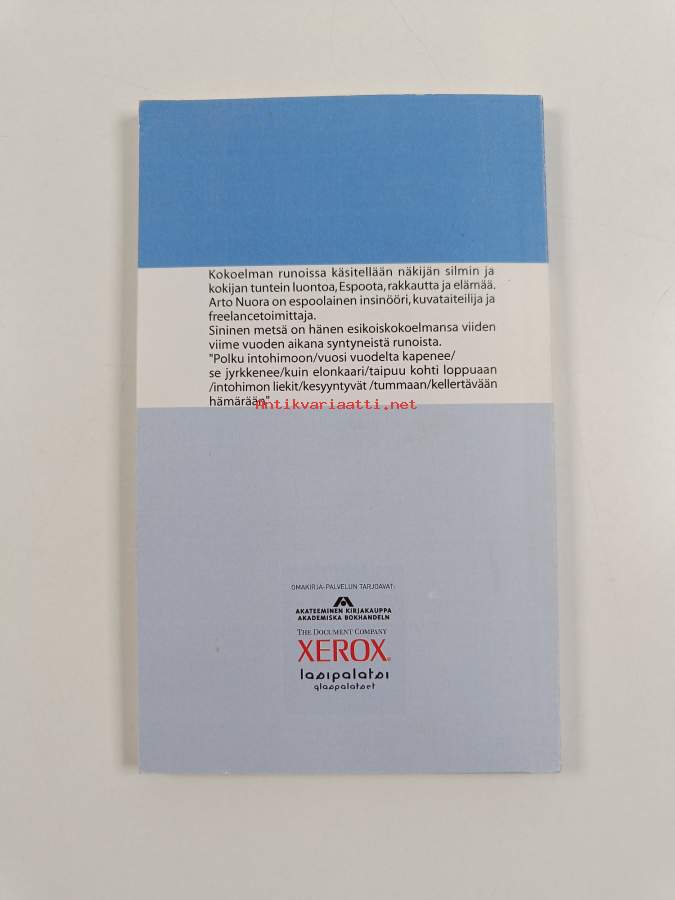 Kokoelman runoissa käsitellään näkijän silmin ja
kokijan tuntein luontoa, Espoota, rakkautta ja elämää.
Arto Nuora on espoolainen insinööri, kuvataiteilija ja
freelancetoimittaja.
Sininen metsä on hänen esikoiskokoelmansa viiden
viime vuoden aikana syntyneistä runoista.
"Polku intohimoon/vuosi vuodelta kapenee/
se jyrkkenee/kuin elonkaari/taipuu kohti loppuaan
/intohimon liekit/kesyyntyvät /tummaan/kellertävään
hämärään"
Antikvariaatti.net
OMAKIRJA-PALVELUN TARJOAVAT:
AKATEEMINEN KIRJAKAUPPA
AKADEMISKA BOKHANDELN
THE DOCUMENT COMPANY
XEROX®
lasipalatsi
glaspalatset